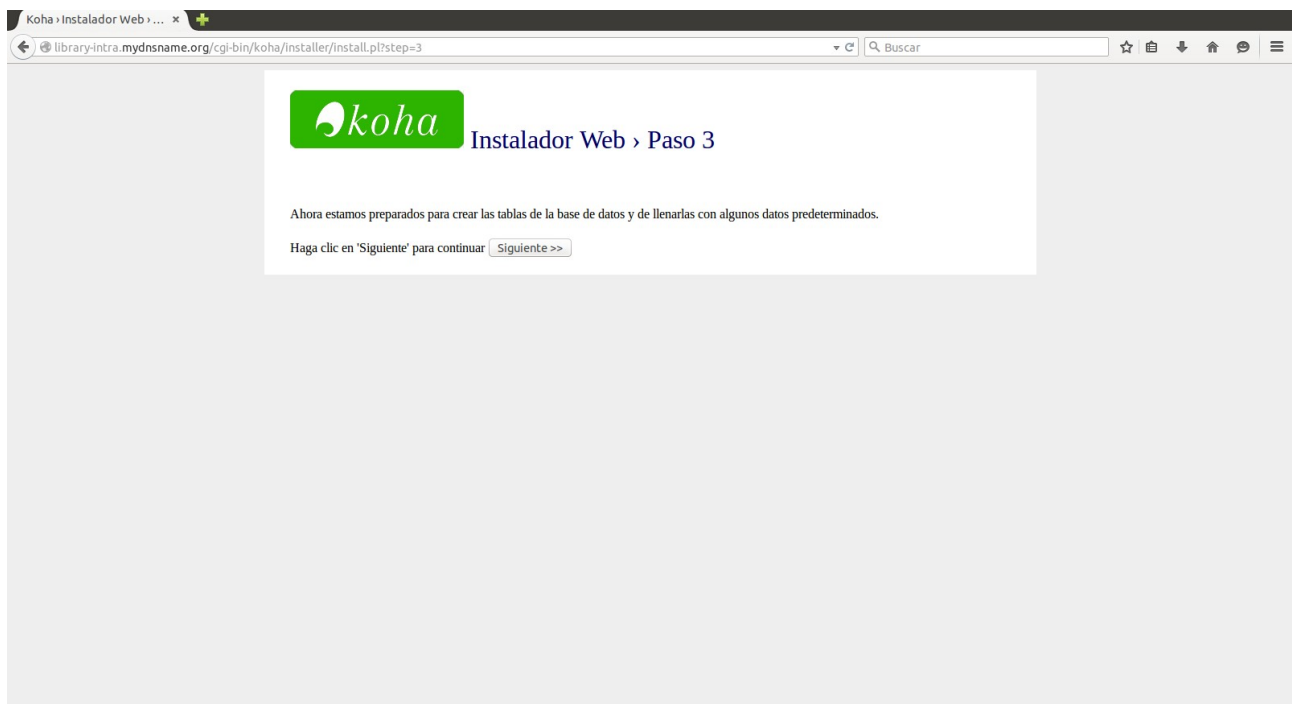 Koha › Instalador Web › ...
library-intra.mydnsname.org/cgi-bin/koha/installer/install.pl?step=3
Buscar
koha
Instalador Web › Paso 3
Ahora estamos preparados para crear las tablas de la base de datos y de llenarlas con algunos datos predeterminados.
Haga clic en 'Siguiente' para continuar Siguiente >>